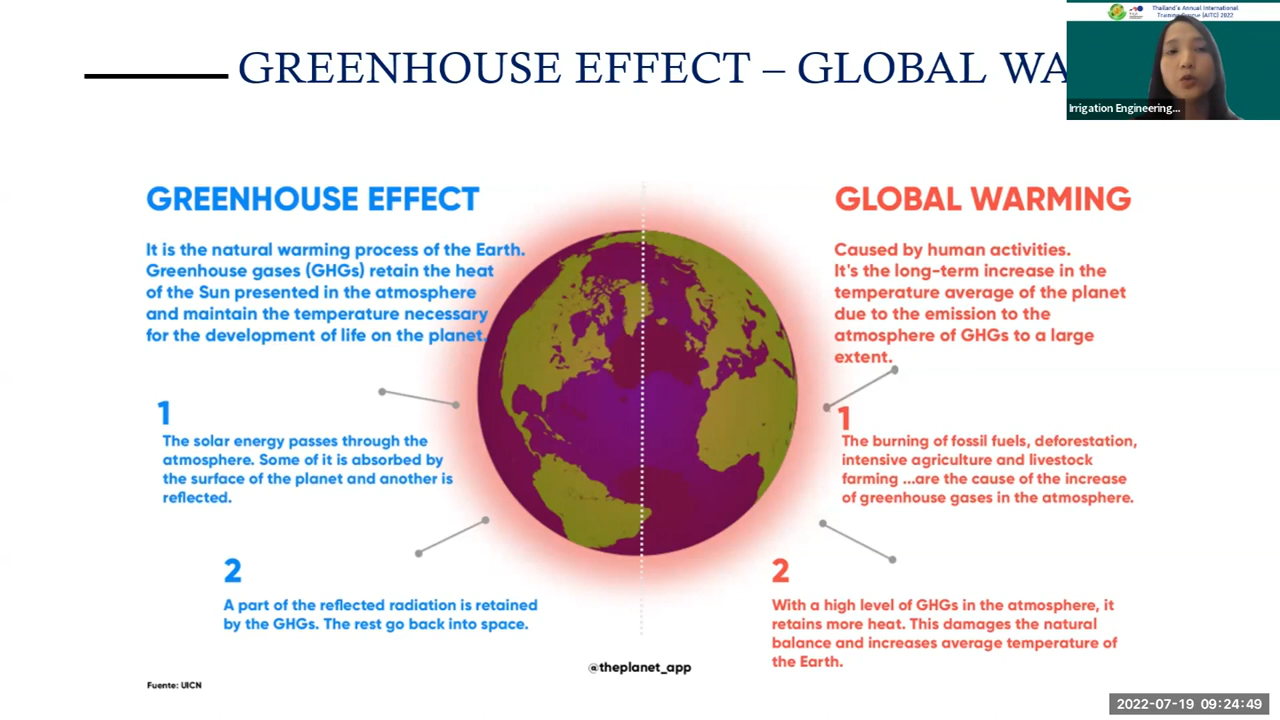 Thailand's Annual International
Training Course (AITC) 2022
GREENHOUSE EFFECT – GLOBAL WA
Irrigation Engineering...
GREENHOUSE EFFECT
It is the natural warming process of the Earth.
Greenhouse gases (GHGs) retain the heat
of the Sun presented in the atmosphere
and maintain the temperature necessary
for the development of life on the planet.
1
The solar energy passes through the
atmosphere. Some of it is absorbed by
the surface of the planet and another is
reflected.
2
A part of the reflected radiation is retained
by the GHGs. The rest go back into space.
GLOBAL WARMING
Caused by human activities.
It's the long-term increase in the
temperature average of the planet
due to the emission to the
atmosphere of GHGs to a large
extent.
1
The burning of fossil fuels, deforestation,
intensive agriculture and livestock
farming ...are the cause of the increase
of greenhouse gases in the atmosphere.
2
With a high level of GHGs in the atmosphere, it
retains more heat. This damages the natural
balance and increases average temperature of
the Earth.
@theplanet_app
Fuente: UICN
2022-07-19 09:24:49